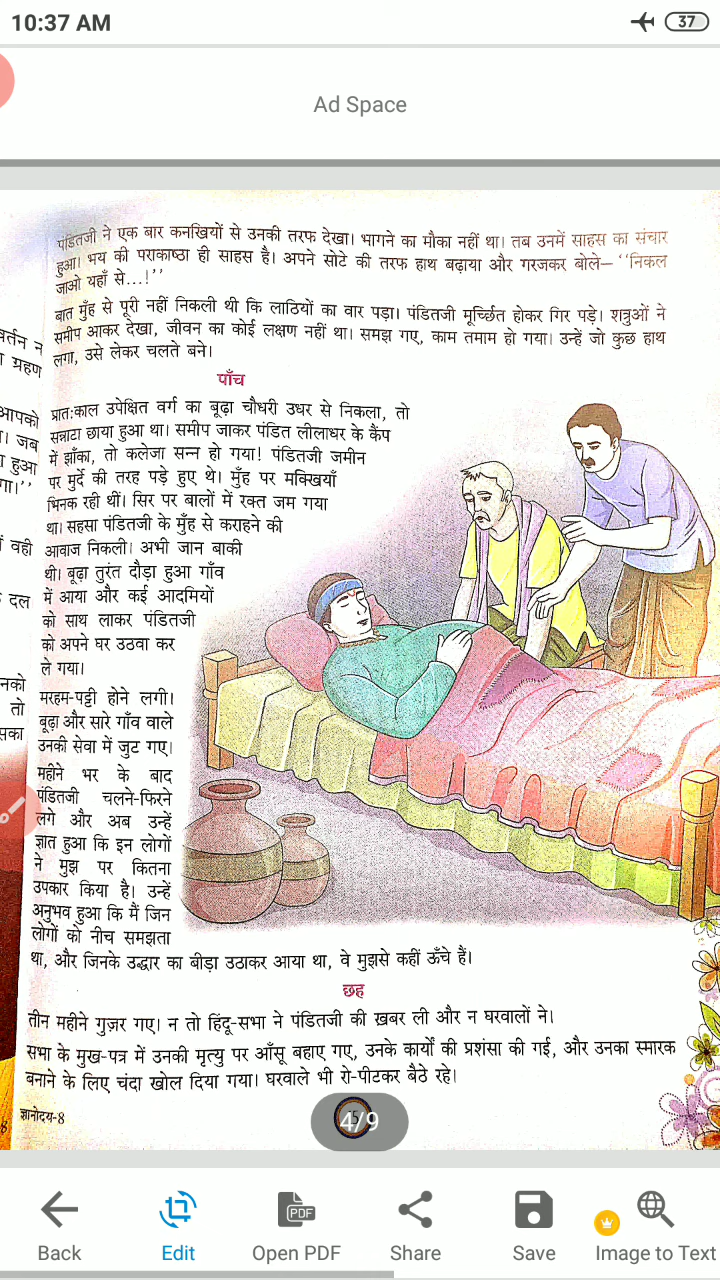 10:37 AM
37
Ad Space
पंडितजी ने एक बार कनखियों से उनकी तरफ देखा। भागने का मौका नहीं था। तब उनमें साहस का संचार
हुआ। भय की पराकाष्ठा ही साहस है। अपने सोटे की तरफ हाथ बढ़ाया और गरजकर बोले— ‘‘निकल
जाओ यहाँ से...!’’
बात मुँह से पूरी नहीं निकली थी कि लाठियों का वार पड़ा। पंडितजी मूर्च्छित होकर गिर पड़े। शत्रुओं ने
समीप आकर देखा, जीवन का कोई लक्षण नहीं था। समझ गए, काम तमाम हो गया। उन्हें जो कुछ हाथ
लगा, उसे लेकर चलते बने।
पाँच
प्रात:काल उपेक्षित वर्ग का बूढ़ा चौधरी उधर से निकला, तो
सन्नाटा छाया हुआ था। समीप जाकर पंडित लीलाधर के कैंप
में झाँका, तो कलेजा सन्न हो गया! पंडितजी जमीन
पर मुर्दे की तरह पड़े हुए थे। मुँह पर मक्खियाँ
भिनक रही थीं। सिर पर बालों में रक्त जम गया
था। सहसा पंडितजी के मुँह से कराहने की
आवाज निकली। अभी जान बाकी
थी। बूढ़ा तुरंत दौड़ा हुआ गाँव
में आया और कई आदमियों
को साथ लाकर पंडितजी
को अपने घर उठवा कर
ले गया।
मरहम-पट्टी होने लगी।
बूढ़ा और सारे गाँव वाले
उनकी सेवा में जुट गए।
महीने भर के बाद
पंडितजी चलने-फिरने
लगे और अब उन्हें
ज्ञात हुआ कि इन लोगों
ने मुझ पर कितना
उपकार किया है। उन्हें
अनुभव हुआ कि मैं जिन
लोगों को नीच समझता
था, और जिनके उद्धार का बीड़ा उठाकर आया था, वे मुझसे कहीं ऊँचे हैं।
छह
तीन महीने गुज़र गए। न तो हिंदू-सभा ने पंडितजी की ख़बर ली और न घरवालों ने।
सभा के मुख-पत्र में उनकी मृत्यु पर आँसू बहाए गए, उनके कार्यों की प्रशंसा की गई, और उनका स्मारक
बनाने के लिए चंदा खोल दिया गया। घरवाले भी रो-पीटकर बैठे रहे।
ज्ञानोदय-8
4/9
Back
Edit
PDF
Open PDF
Share
Save
Image to Text